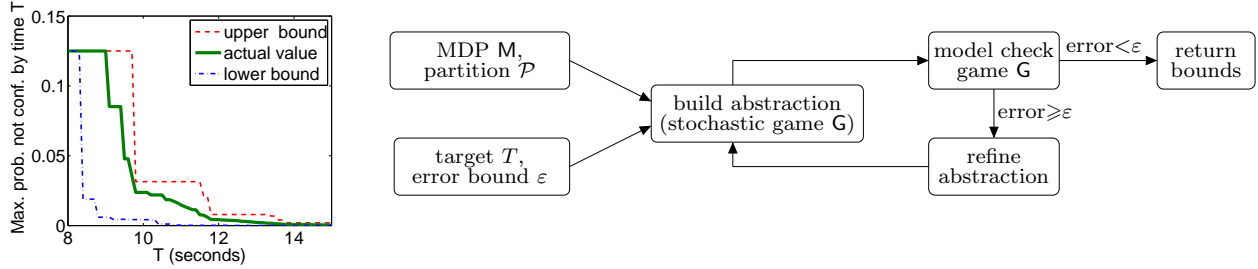 Max. prob. not conf. by time T
0.15
0.1
0.05
0
8
10
12
14
T (seconds)
upper bound
actual value
lower bound
MDP M,
partition 𝒫
target T,
error bound ε
build abstraction
(stochastic game G)
model check
game G
error<ε
return
bounds
error⩾ε
refine
abstraction